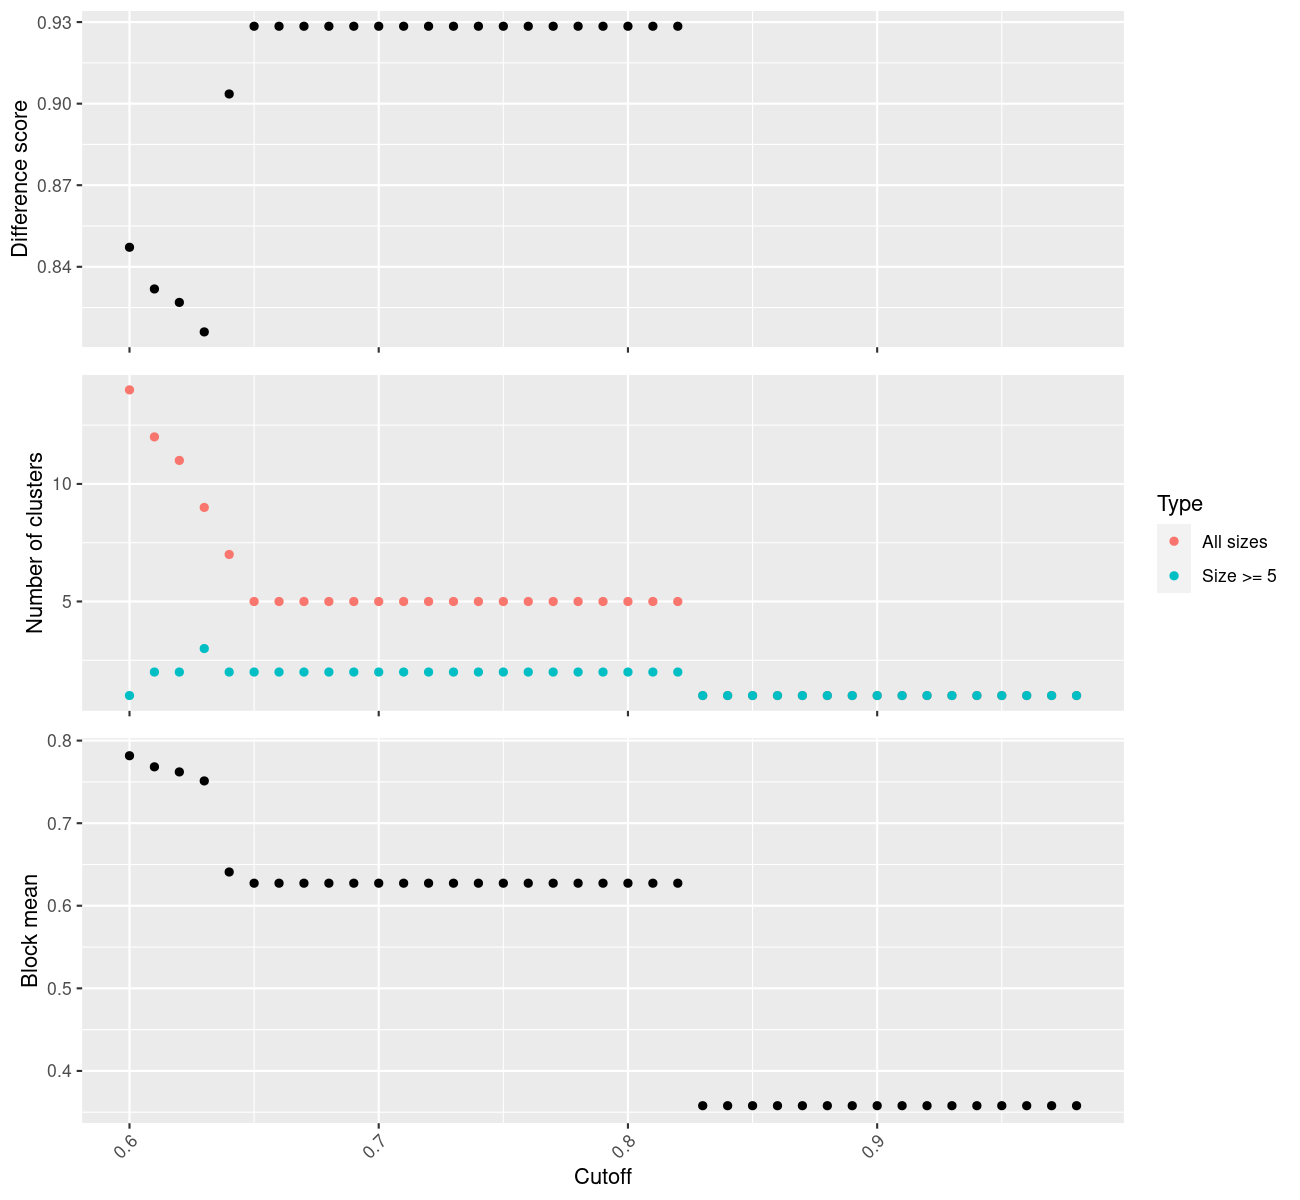 Difference score
0.93
0.90
0.87
0.84
Number of clusters
10
5
Type
All sizes
Size >= 5
Block mean
0.8
0.7
0.6
0.5
0.4
0.6
0.7
0.8
0.9
Cutoff